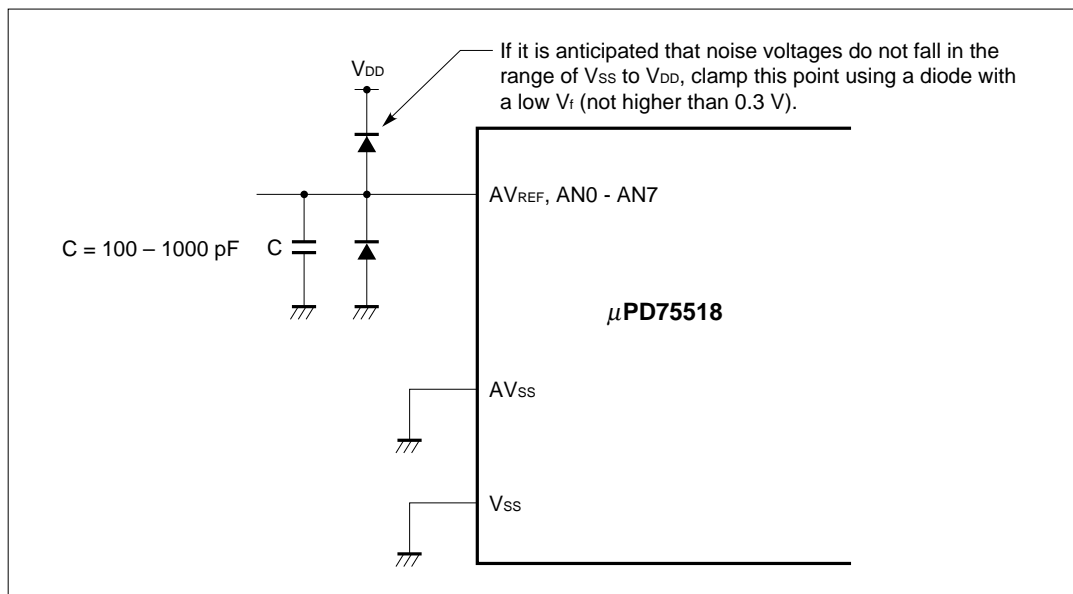 If it is anticipated that noise voltages do not fall in the
range of VSS to VDD, clamp this point using a diode with
a low Vf (not higher than 0.3 V).
VDD
AVREF, AN0 - AN7
C = 100 – 1000 pF
C
μPD75518
AVSS
VSS